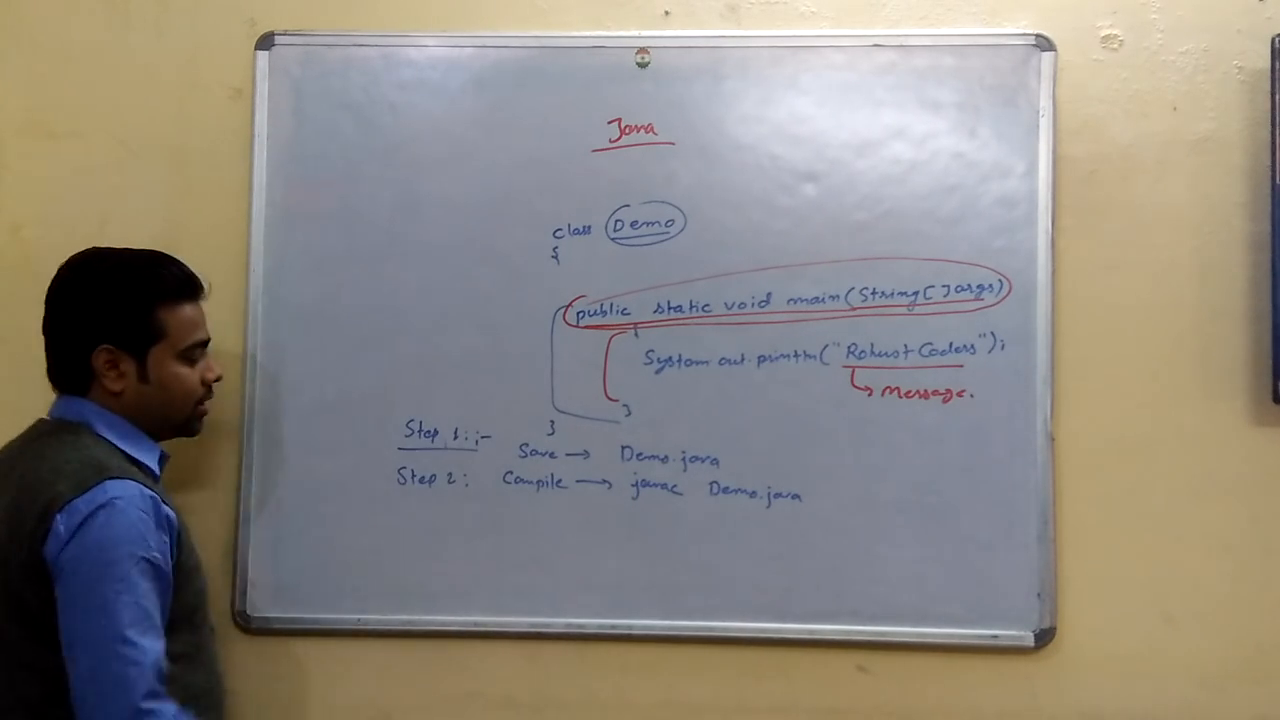 Java
class Demo
{
public static void main(String[]args)
{
System.out.println("Robust Coders");
Message.
}
}
Step 1:;-
Save → Demo.java
Step 2: Compile → javac Demo.java